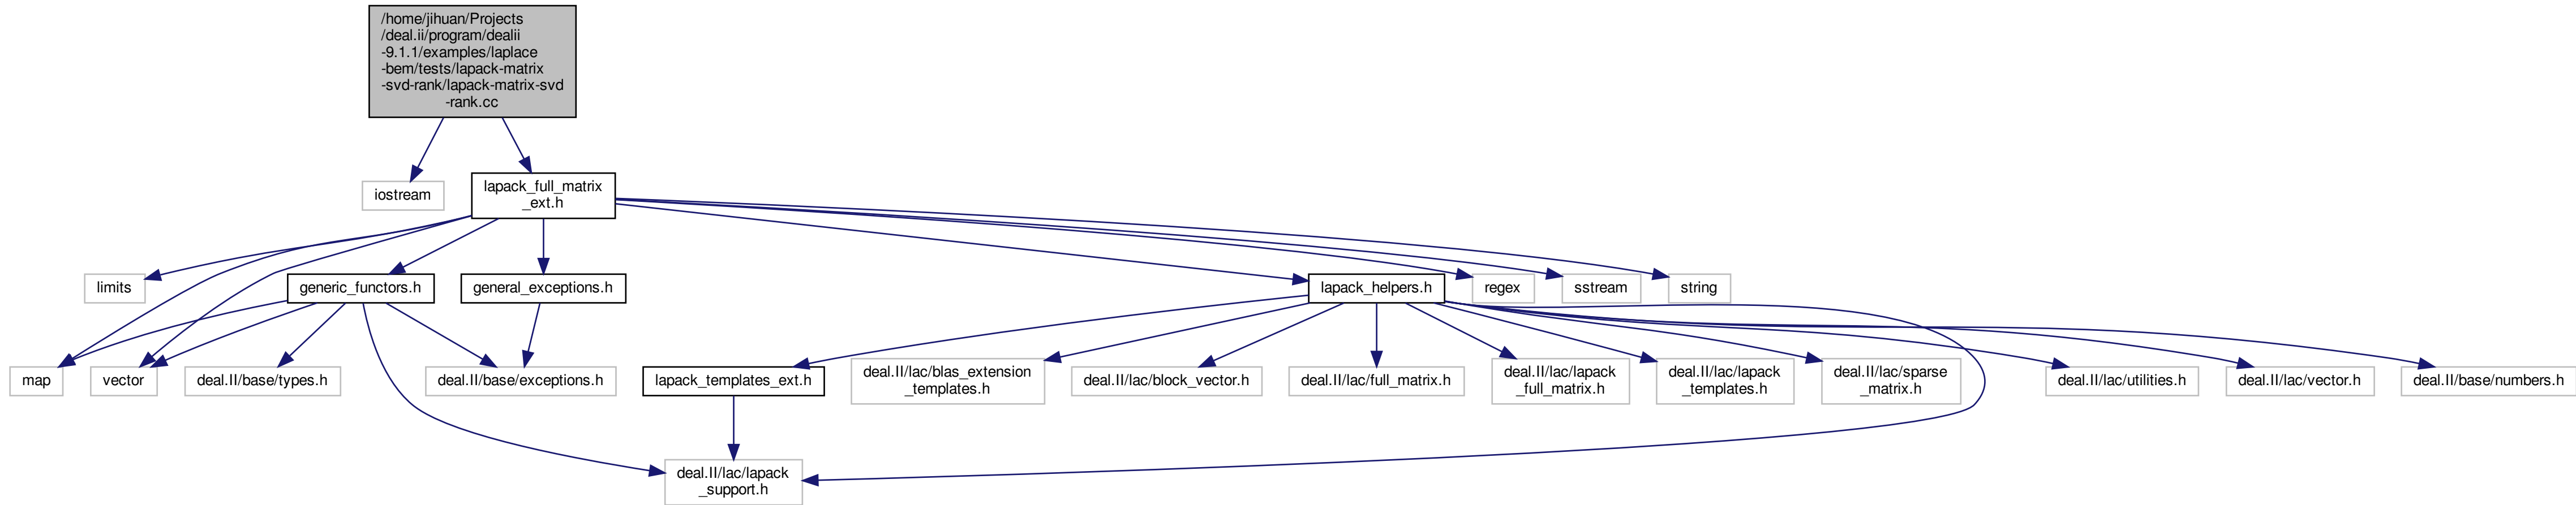 /home/jihuan/Projects
/deal.ii/program/dealii
-9.1.1/examples/laplace
-bem/tests/lapack-matrix
-svd-rank/lapack-matrix-svd
-rank.cc
iostream
lapack_full_matrix
_ext.h
limits
generic_functors.h
general_exceptions.h
lapack_helpers.h
regex
sstream
string
map
vector
deal.II/base/types.h
deal.II/base/exceptions.h
lapack_templates_ext.h
deal.II/lac/blas_extension
_templates.h
deal.II/lac/block_vector.h
deal.II/lac/full_matrix.h
deal.II/lac/lapack
_full_matrix.h
deal.II/lac/lapack
_templates.h
deal.II/lac/sparse
_matrix.h
deal.II/lac/utilities.h
deal.II/lac/vector.h
deal.II/base/numbers.h
deal.II/lac/lapack
_support.h